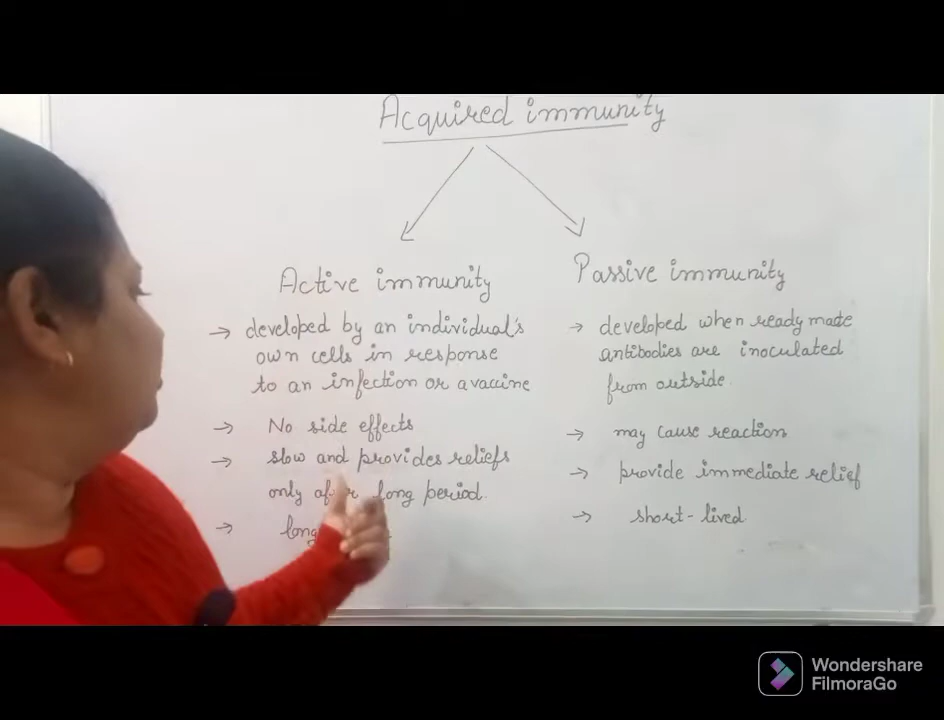 Acquired immunity
Active immunity
→ developed by an individual's
own cells in response
to an infection or a vaccine
→ No side effects
→ slow and provides reliefs
only after long period.
→ long
Passive immunity
→ developed when ready made
antibodies are inoculated
from outside.
→ may cause reaction
→ provide immediate relief
→ short-lived
Wondershare
FilmoraGo